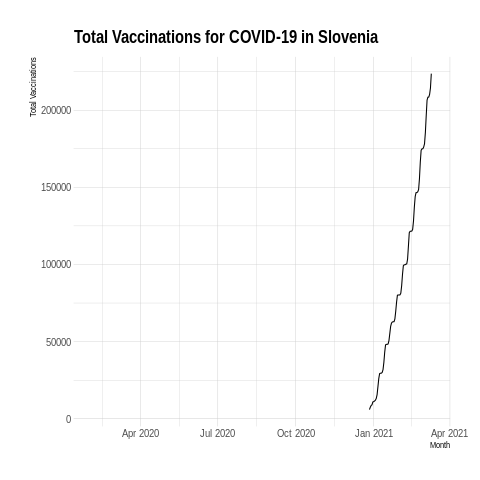 Total Vaccinations for COVID-19 in Slovenia
Total Vaccinations
200000
150000
100000
50000
0
Apr 2020 Jul 2020 Oct 2020 Jan 2021 Apr 2021
Month